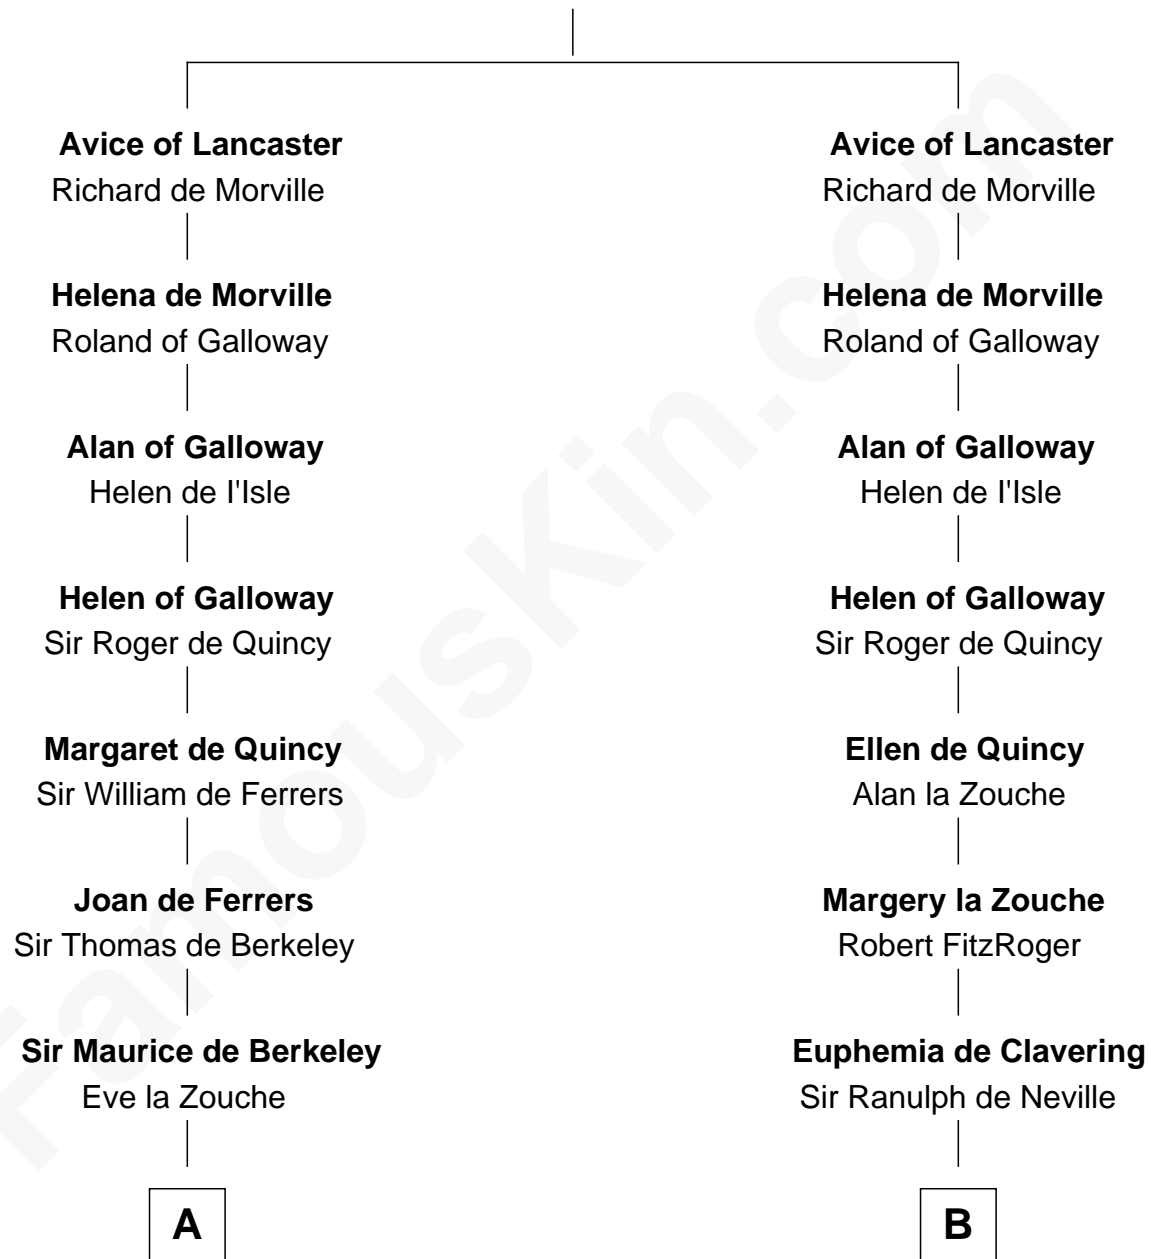 Avice of Lancaster
Richard de Morville
Helena de Morville
Roland of Galloway
Alan of Galloway
Helen de l'Isle
Helen of Galloway
Sir Roger de Quincy
Margaret de Quincy
Sir William de Ferrers
Joan de Ferrers
Sir Thomas de Berkeley
Sir Maurice de Berkeley
Eve la Zouche
A
Avice of Lancaster
Richard de Morville
Helena de Morville
Roland of Galloway
Alan of Galloway
Helen de l'Isle
Helen of Galloway
Sir Roger de Quincy
Ellen de Quincy
Alan la Zouche
Margery la Zouche
Robert FitzRoger
Euphemia de Clavering
Sir Ranulph de Neville
B
FamousKin.com